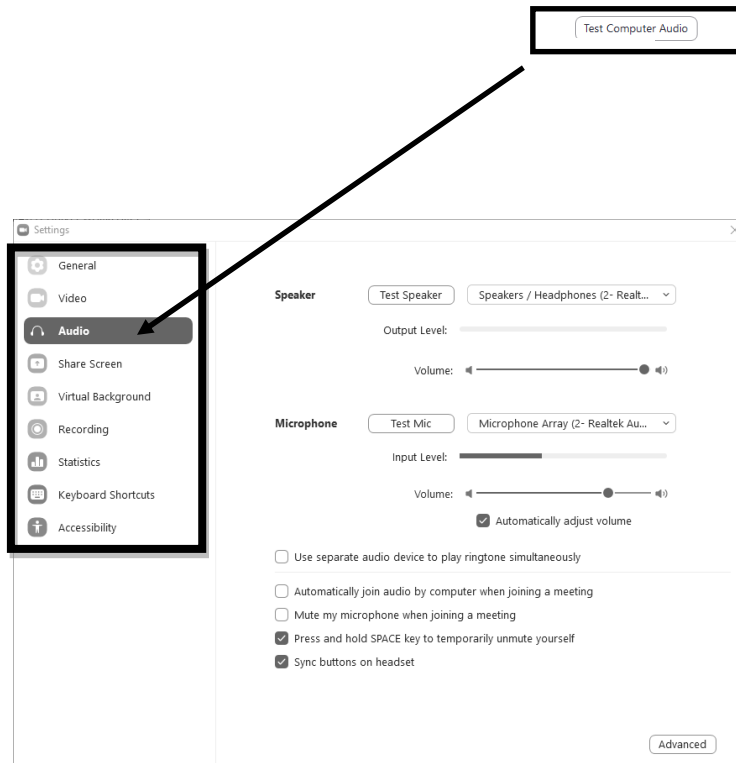 Test Computer Audio
Settings
General
Video
Audio
Share Screen
Virtual Background
Recording
Statistics
Keyboard Shortcuts
Accessibility
Speaker
Test Speaker
Speakers / Headphones (2- Realt...
Output Level:
Volume:
Microphone
Test Mic
Microphone Array (2- Realtek Au...
Input Level:
Volume:
Automatically adjust volume
Use separate audio device to play ringtone simultaneously
Automatically join audio by computer when joining a meeting
Mute my microphone when joining a meeting
Press and hold SPACE key to temporarily unmute yourself
Sync buttons on headset
Advanced